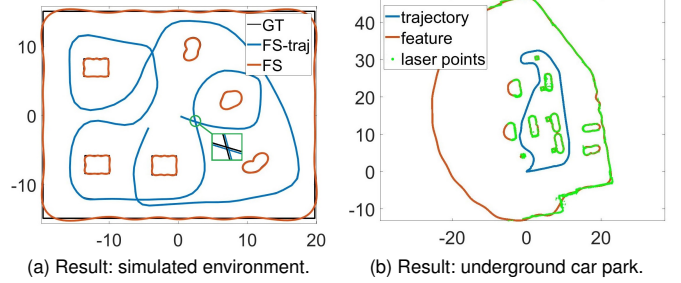 GT
FS-traj
FS
10
0
-10
-10
0
10
20
(a) Result: simulated environment.
trajectory
feature
laser points
40
30
20
10
0
-10
-20
0
20
(b) Result: underground car park.